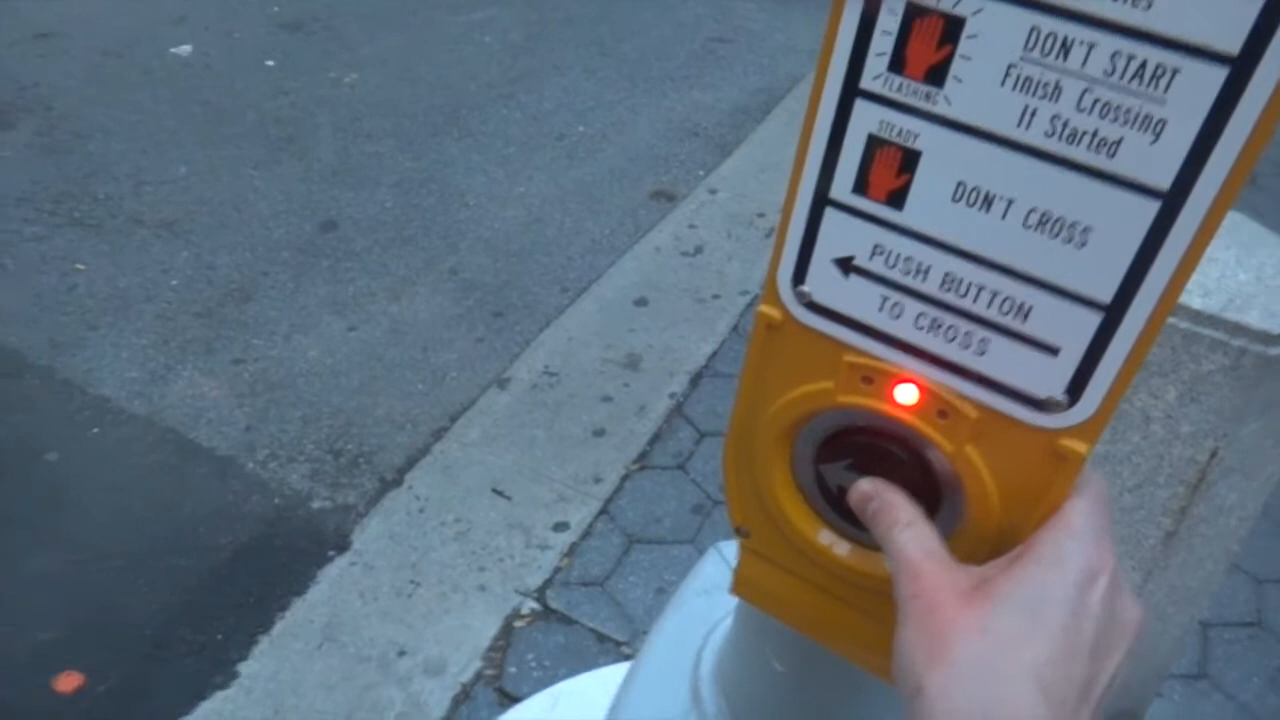 DON'T START
Finish Crossing
If Started
FLASHING
STEADY
DON'T CROSS
PUSH BUTTON
TO CROSS